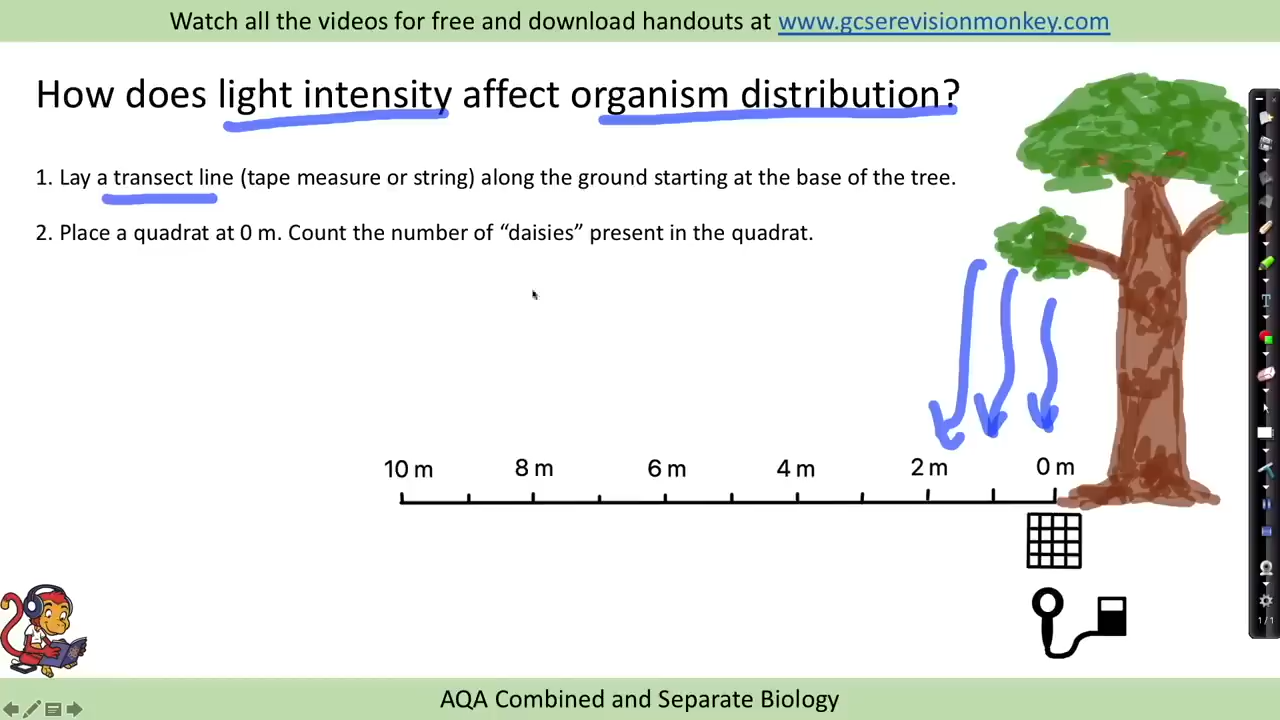 Watch all the videos for free and download handouts at www.gcserevisionmonkey.com
How does light intensity affect organism distribution?
1. Lay a transect line (tape measure or string) along the ground starting at the base of the tree.
2. Place a quadrat at 0 m. Count the number of “daisies” present in the quadrat.
10 m 8 m 6 m 4 m 2 m 0 m
T
1/1
AQA Combined and Separate Biology